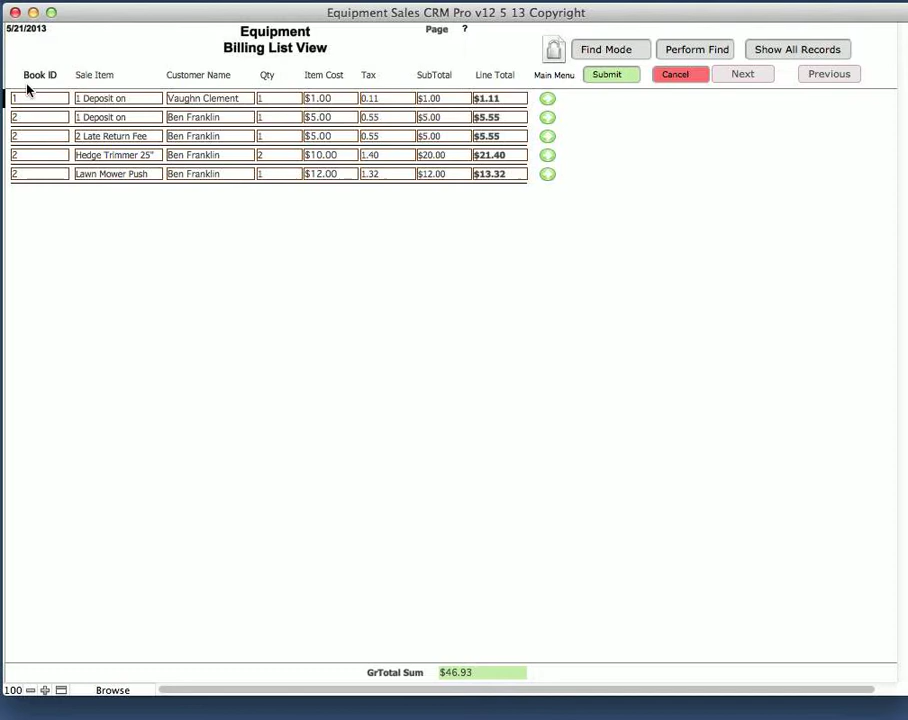 Equipment Sales CRM Pro v12 5 13 Copyright
5/21/2013 Equipment Page ?
Billing List View
Find Mode Perform Find Show All Records
Book ID Sale Item Customer Name Qty Item Cost Tax SubTotal Line Total Main Menu Submit Cancel Next Previous
1 1 Deposit on Vaughn Clement 1 $1.00 0.11 $1.00 $1.11
2 1 Deposit on Ben Franklin 1 $5.00 0.55 $5.00 $5.55
2 2 Late Return Fee Ben Franklin 1 $5.00 0.55 $5.00 $5.55
2 Hedge Trimmer 25" Ben Franklin 2 $10.00 1.40 $20.00 $21.40
2 Lawn Mower Push Ben Franklin 1 $12.00 1.32 $12.00 $13.32
GrTotal Sum $46.93
100 Browse